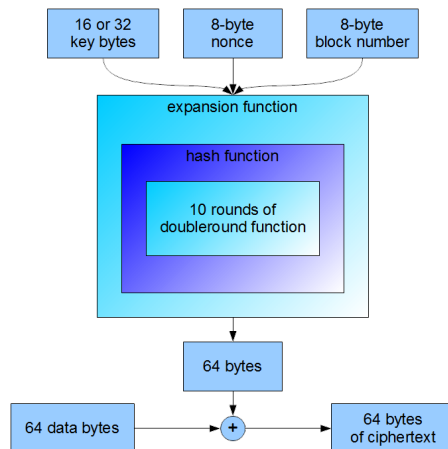 16 or 32
key bytes
8-byte
nonce
8-byte
block number
expansion function
hash function
10 rounds of
doubleround function
64 bytes
64 data bytes
+
64 bytes
of ciphertext